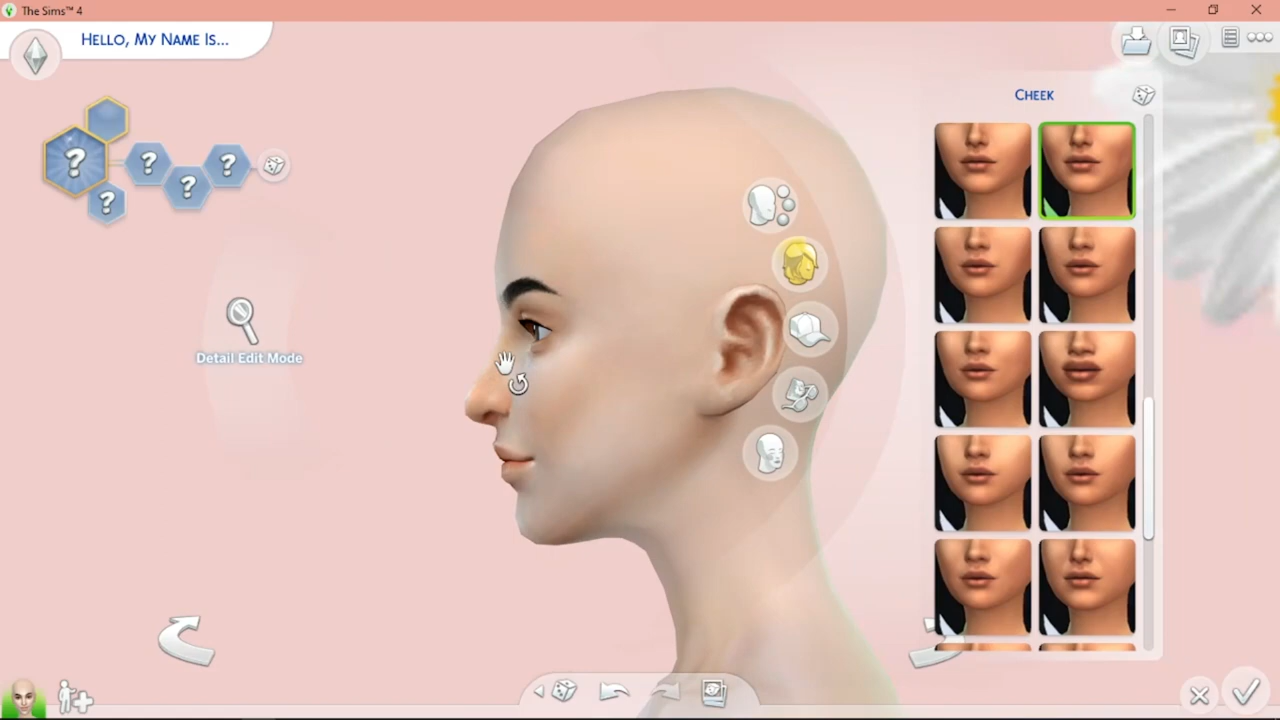 The Sims™ 4
HELLO, MY NAME IS...
CHEEK
? ? ? ? ?
Detail Edit Mode